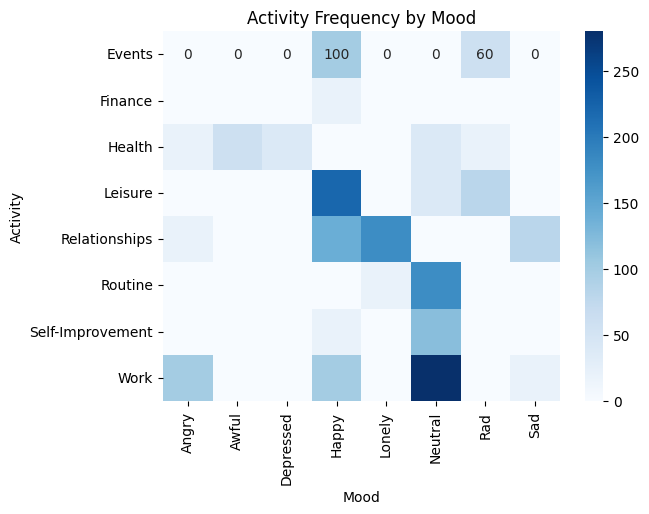 Activity Frequency by Mood
Events 0 0 0 100 0 0 60 0
Finance
Health
Leisure
Relationships
Routine
Self-Improvement
Work
Activity
Angry
Awful
Depressed
Happy
Lonely
Neutral
Rad
Sad
Mood
250
200
150
100
50
0